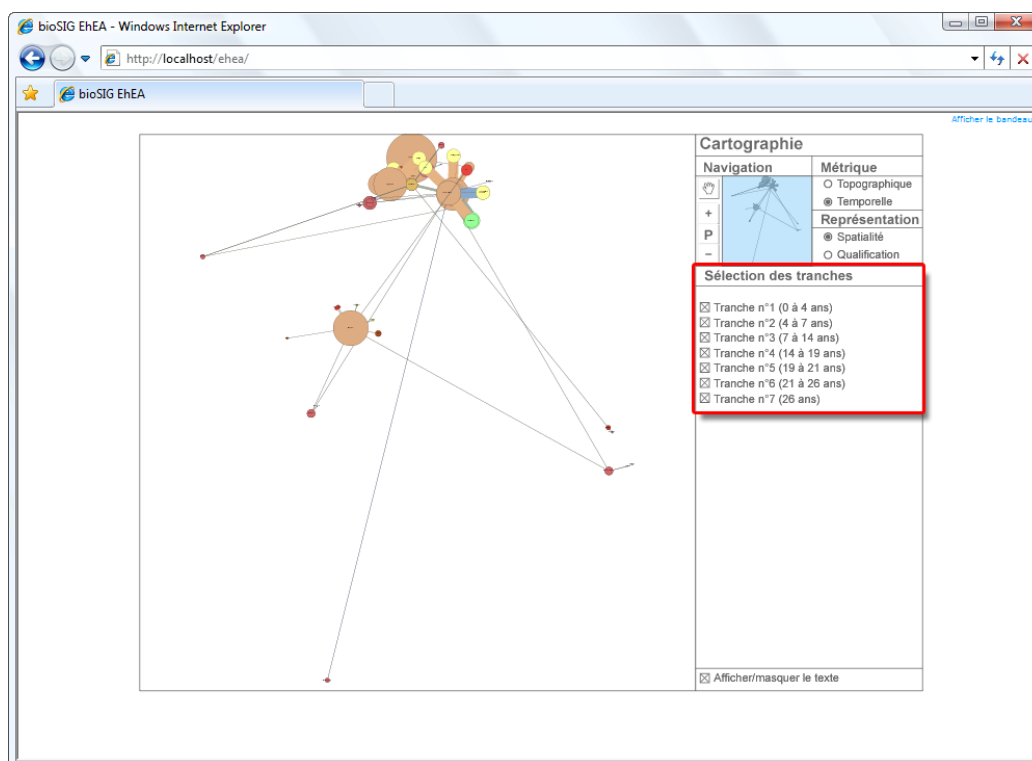 bioSIG EhEA - Windows Internet Explorer
http://localhost/ehea/
bioSIG EhEA
Afficher le bandeau
Cartographie
Navigation
Métrique
Topographique
Temporelle
Représentation
Spatialité
Qualification
+
P
−
Sélection des tranches
Tranche n°1 (0 à 4 ans)
Tranche n°2 (4 à 7 ans)
Tranche n°3 (7 à 14 ans)
Tranche n°4 (14 à 19 ans)
Tranche n°5 (19 à 21 ans)
Tranche n°6 (21 à 26 ans)
Tranche n°7 (26 ans)
Afficher/masquer le texte